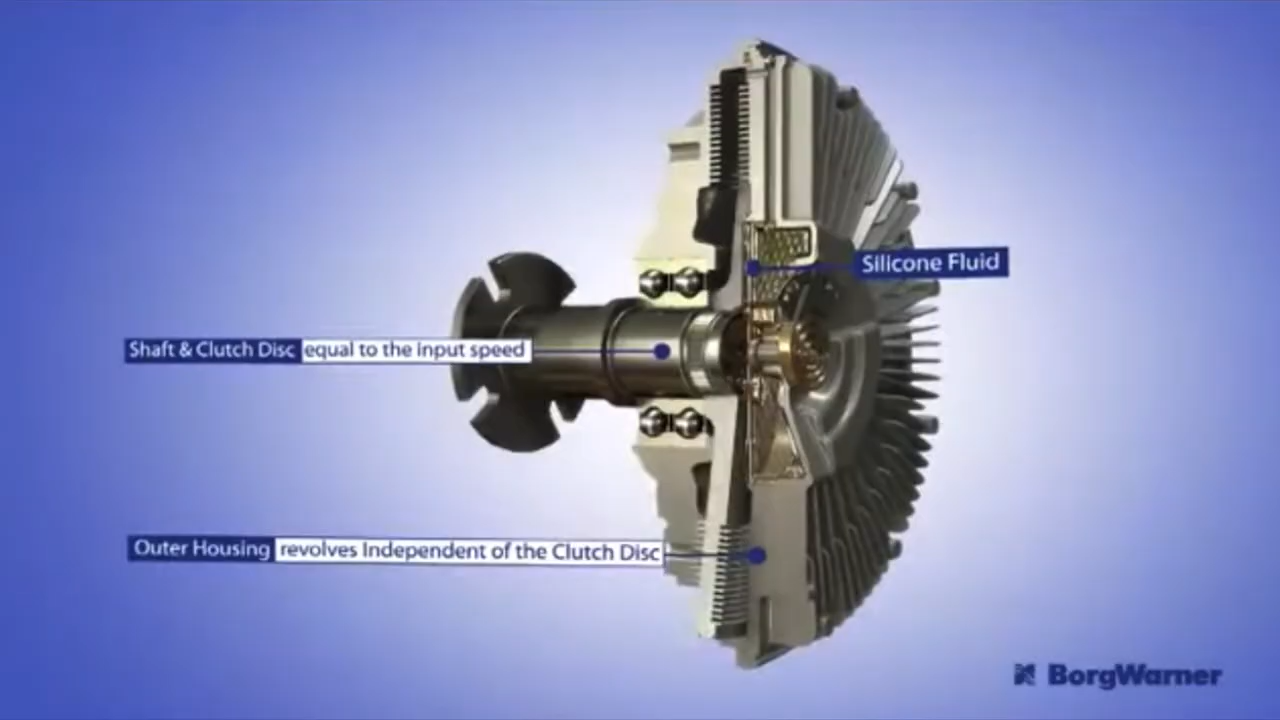 Silicone Fluid
Shaft & Clutch Disc equal to the input speed
Outer Housing revolves Independent of the Clutch Disc
BorgWarner